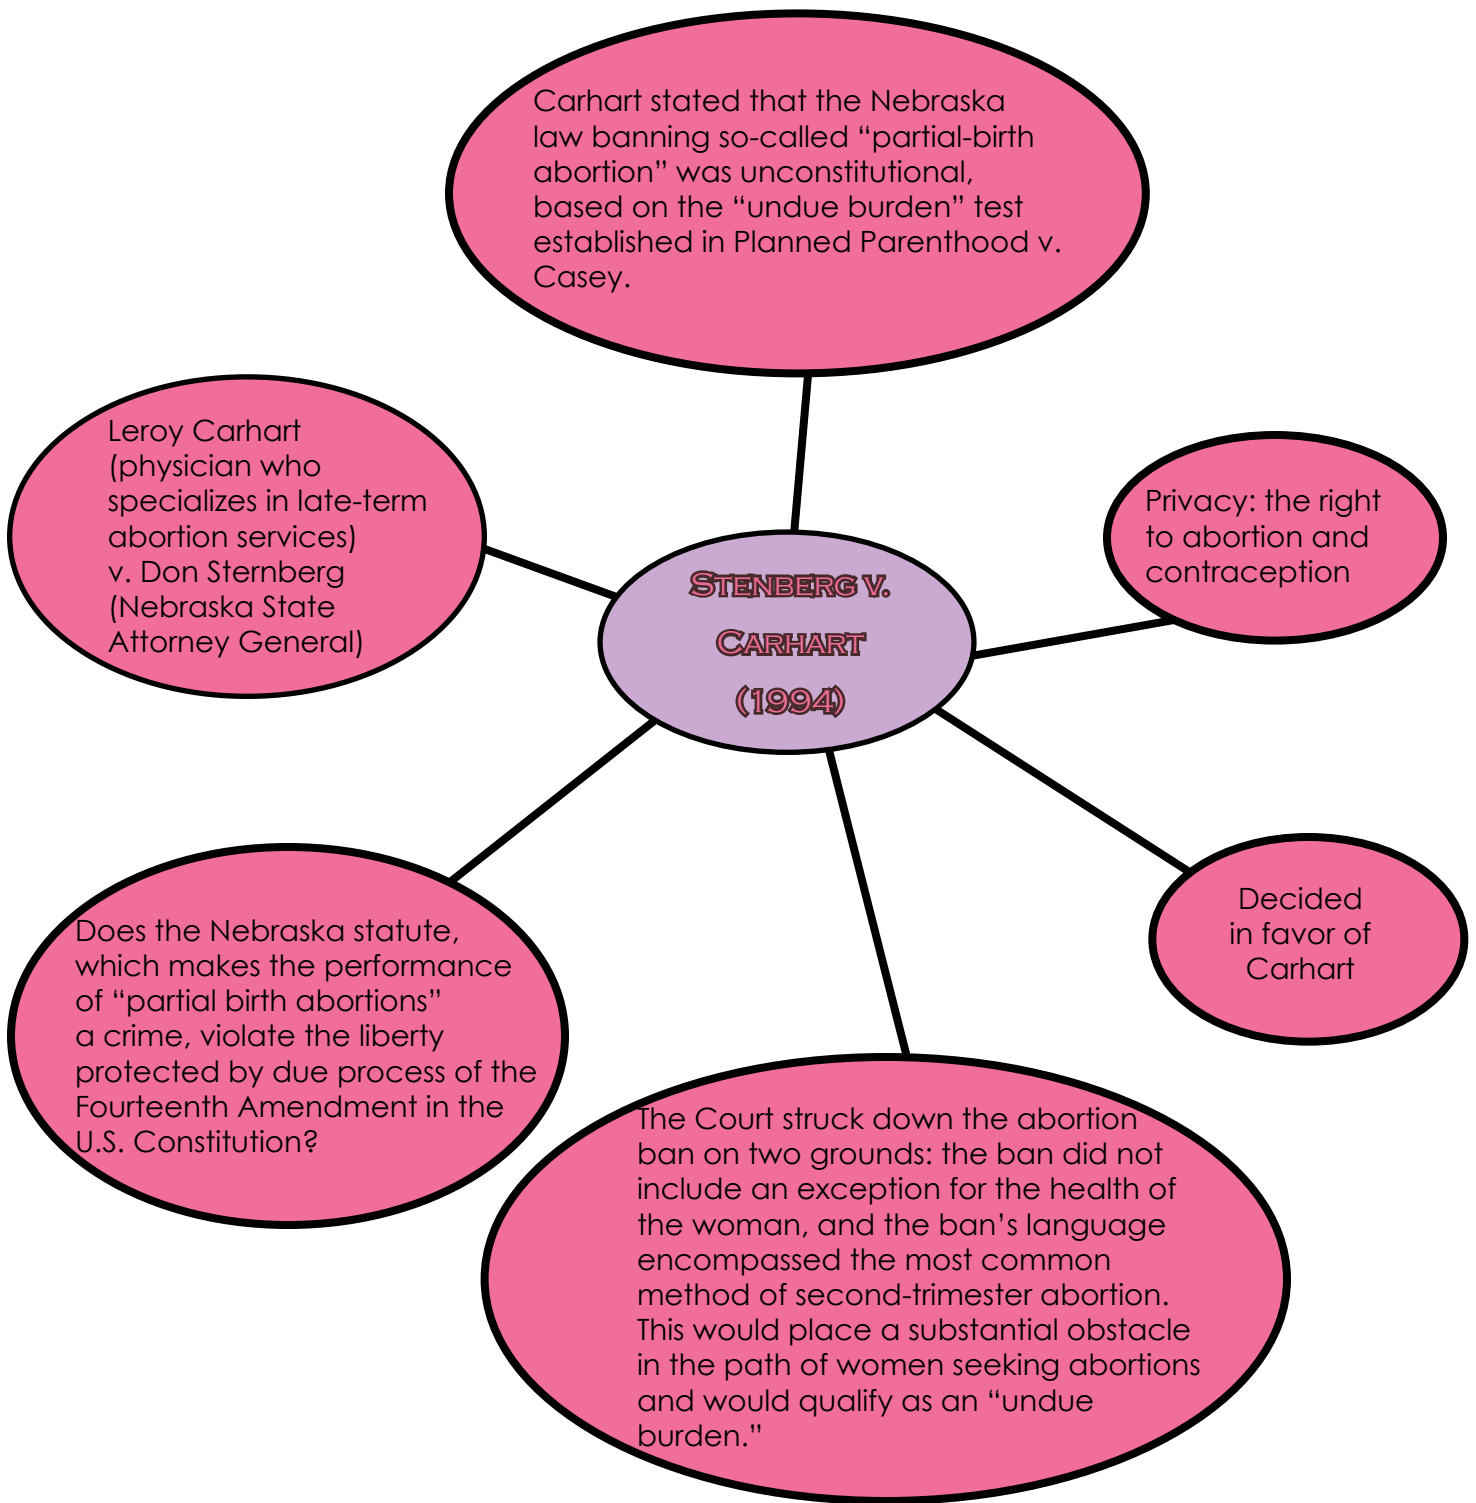 Carhart stated that the Nebraska
law banning so-called “partial-birth
abortion” was unconstitutional,
based on the “undue burden” test
established in Planned Parenthood v.
Casey.
Leroy Carhart
(physician who
specializes in late-term
abortion services)
v. Don Sternberg
(Nebraska State
Attorney General)
Privacy: the right
to abortion and
contraception
Stenberg v.
Carhart
(1994)
Decided
in favor of
Carhart
Does the Nebraska statute,
which makes the performance
of “partial birth abortions”
a crime, violate the liberty
protected by due process of the
Fourteenth Amendment in the
U.S. Constitution?
The Court struck down the abortion
ban on two grounds: the ban did not
include an exception for the health of
the woman, and the ban’s language
encompassed the most common
method of second-trimester abortion.
This would place a substantial obstacle
in the path of women seeking abortions
and would qualify as an “undue
burden.”